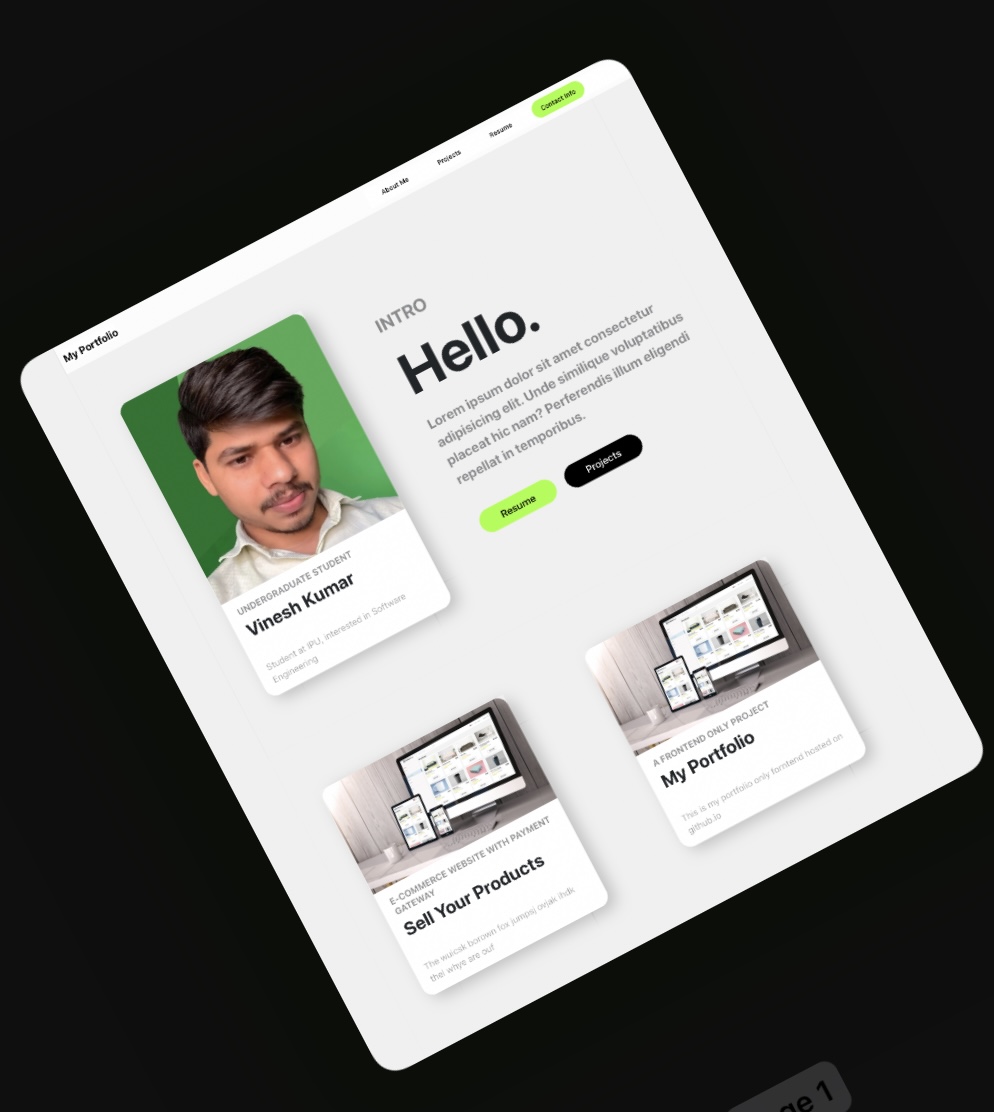 My Portfolio
About Me
Projects
Resume
Contact Info
INTRO
Hello.
Lorem ipsum dolor sit amet consectetur
adipisicing elit. Unde similique voluptatibus
placeat hic nam? Perferendis illum eligendi
repellat in temporibus.
Resume
Projects
UNDERGRADUATE STUDENT
Vinesh Kumar
Student at IPU, interested in Software
Engineering
E-COMMERCE WEBSITE WITH PAYMENT
GATEWAY
Sell Your Products
The wuicsk borown fox jumpsj ovjak ihdk
thei whye are ouf
A FRONTEND ONLY PROJECT
My Portfolio
This is my portfolio only forntend hosted on
github.io
ge 1